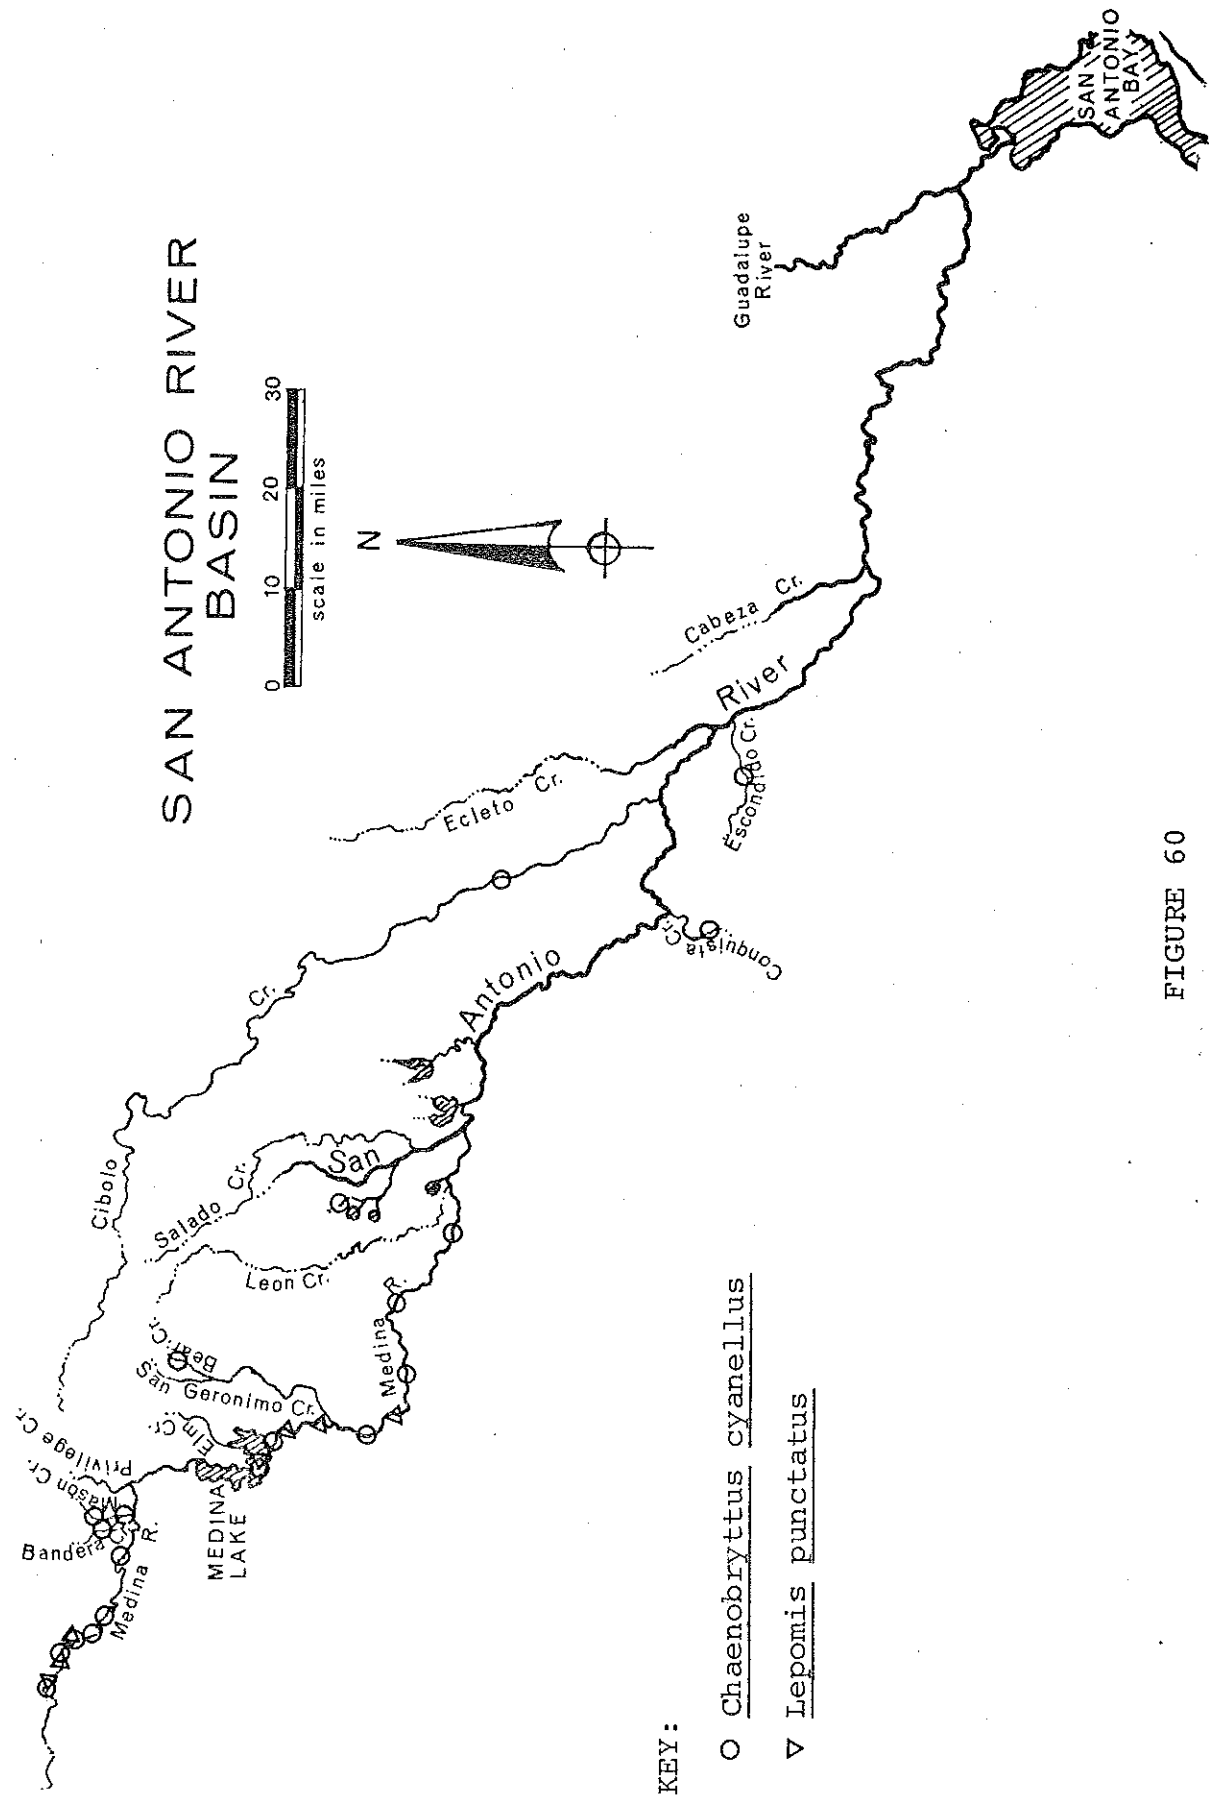 SAN ANTONIO RIVER
BASIN
0 10 20 30
scale in miles
N
Privilege Cr.
Mason Cr.
Bandera Cr.
Medina R.
MEDINA
LAKE
Elm Cr.
San Geronimo Cr.
Bear Cr.
Medina R.
Leon Cr.
Salado Cr.
Cibolo Cr.
San Antonio River
Ecleto Cr.
Conquista Cr.
Escondido Cr.
Cabeza Cr.
Guadalupe
River
SAN
ANTONIO
BAY
KEY:
O Chaenobryttus cyanellus
▽ Lepomis punctatus
FIGURE 60